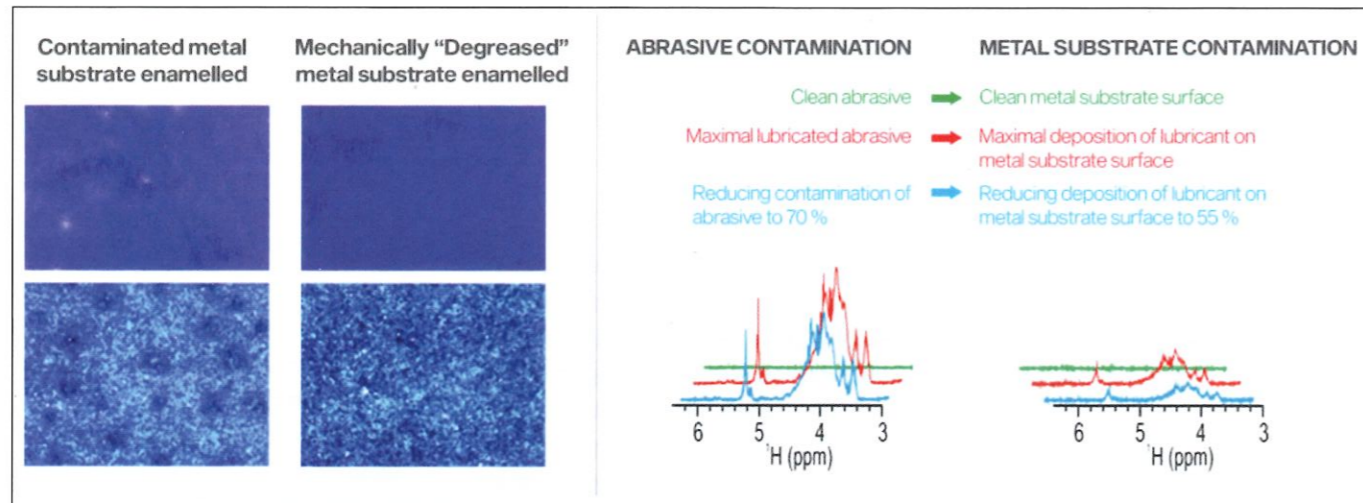 Contaminated metal
substrate enamelled
Mechanically “Degreased”
metal substrate enamelled
ABRASIVE CONTAMINATION
METAL SUBSTRATE CONTAMINATION
Clean abrasive
Clean metal substrate surface
Maximal lubricated abrasive
Maximal deposition of lubricant on
metal substrate surface
Reducing contamination of
abrasive to 70 %
Reducing deposition of lubricant on
metal substrate surface to 55 %
6 5 4 3
¹H (ppm)
6 5 4 3
¹H (ppm)